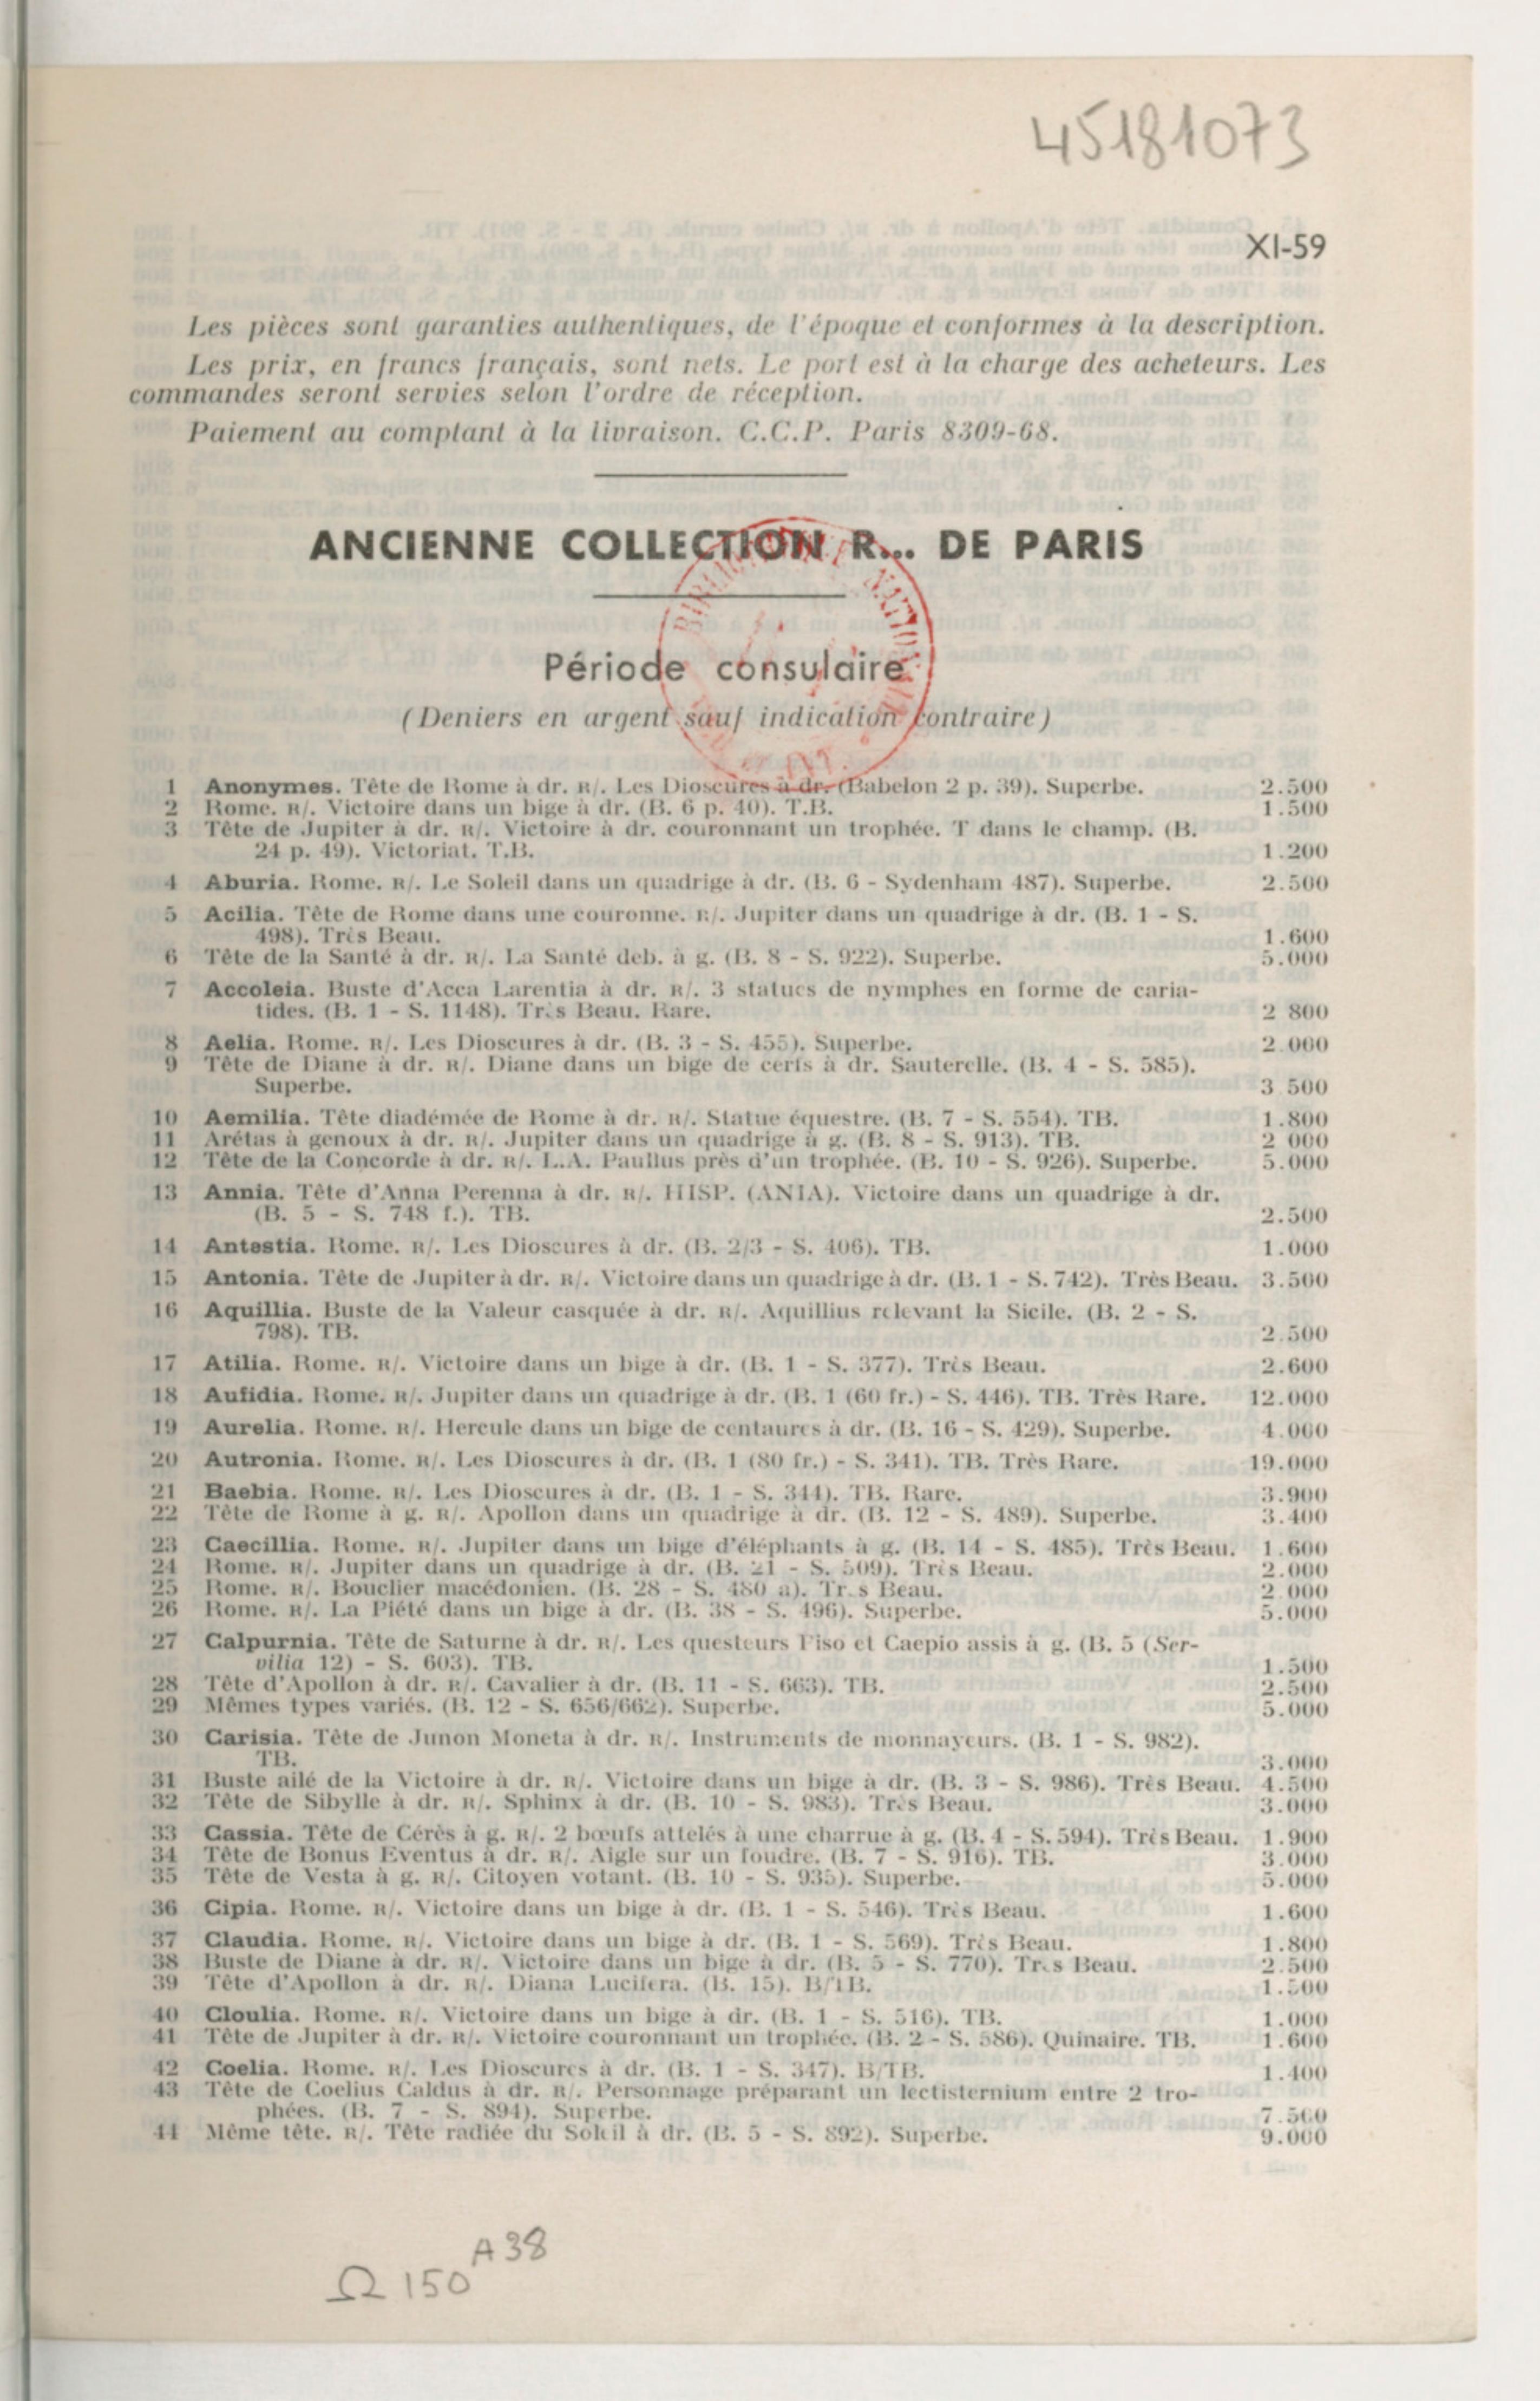 45181073
XI-59
Les pièces sont garanties authentiques, de l'époque et conformes à la description.
Les prix, en francs français, sont nets. Le port est à la charge des acheteurs. Les
commandes seront servies selon l'ordre de réception.
Paiement au comptant à la livraison. C.C.P. Paris 8309-68.
ANCIENNE COLLECTION R... DE PARIS
Période consulaire
(Deniers en argent sauf indication contraire)
1 Anonymes. Tête de Rome à dr. R/. Les Dioscures à dr. (Babelon 2 p. 39). Superbe. 2.500
2 Rome. R/. Victoire dans un bige à dr. (B. 6 p. 40). T.B. 1.500
3 Tête de Jupiter à dr. R/. Victoire à dr. couronnant un trophée. T dans le champ. (B.
24 p. 49). Victoriat. T.B. 1.200
4 Aburia. Rome. R/. Le Soleil dans un quadrige à dr. (B. 6 - Sydenham 487). Superbe. 2.500
5 Acilia. Tête de Rome dans une couronne. R/. Jupiter dans un quadrige à dr. (B. 1 - S.
498). Très Beau. 1.600
6 Tête de la Santé à dr. R/. La Santé deb. à g. (B. 8 - S. 922). Superbe. 5.000
7 Accoleia. Buste d'Acca Larentia à dr. R/. 3 statues de nymphes en forme de caria-
tides. (B. 1 - S. 1148). Très Beau. Rare. 2 800
8 Aelia. Rome. R/. Les Dioscures à dr. (B. 3 - S. 455). Superbe. 2.000
9 Tête de Diane à dr. R/. Diane dans un bige de cerfs à dr. Sauterelle. (B. 4 - S. 585).
Superbe. 3 500
10 Aemilia. Tête diadémée de Rome à dr. R/. Statue équestre. (B. 7 - S. 554). TB. 1.800
11 Arétas à genoux à dr. R/. Jupiter dans un quadrige à g. (B. 8 - S. 913). TB. 2 000
12 Tête de la Concorde à dr. R/. L.A. Paullus près d'un trophée. (B. 10 - S. 926). Superbe. 5.000
13 Annia. Tête d'Anna Perenna à dr. R/. HISP. (ANIA). Victoire dans un quadrige à dr.
(B. 5 - S. 748 f.). TB. 2.500
14 Antestia. Rome. R/. Les Dioscures à dr. (B. 2/3 - S. 406). TB. 1.000
15 Antonia. Tête de Jupiter à dr. R/. Victoire dans un quadrige à dr. (B. 1 - S. 742). Très Beau. 3.500
16 Aquillia. Buste de la Valeur casquée à dr. R/. Aquillius relevant la Sicile. (B. 2 - S.
798). TB. 2.500
17 Atilia. Rome. R/. Victoire dans un bige à dr. (B. 1 - S. 377). Très Beau. 2.600
18 Aufidia. Rome. R/. Jupiter dans un quadrige à dr. (B. 1 (60 fr.) - S. 446). TB. Très Rare. 12.000
19 Aurelia. Rome. R/. Hercule dans un bige de centaures à dr. (B. 16 - S. 429). Superbe. 4.000
20 Autronia. Rome. R/. Les Dioscures à dr. (B. 1 (80 fr.) - S. 341). TB. Très Rare. 19.000
21 Baebia. Rome. R/. Les Dioscures à dr. (B. 1 - S. 344). TB. Rare. 3.900
22 Tête de Rome à g. R/. Apollon dans un quadrige à dr. (B. 12 - S. 489). Superbe. 3.400
23 Caecillia. Rome. R/. Jupiter dans un bige d'éléphants à g. (B. 14 - S. 485). Très Beau. 1.600
24 Rome. R/. Jupiter dans un quadrige à dr. (B. 21 - S. 509). Très Beau. 2.000
25 Rome. R/. Bouclier macédonien. (B. 28 - S. 480 a). Très Beau. 2 000
26 Rome. R/. La Piété dans un bige à dr. (B. 38 - S. 496). Superbe. 5.000
27 Calpurnia. Tête de Saturne à dr. R/. Les questeurs Piso et Caepio assis à g. (B. 5 (Ser-
vilia 12) - S. 603). TB. 1.500
28 Tête d'Apollon à dr. R/. Cavalier à dr. (B. 11 - S. 663). TB. 2.500
29 Mêmes types variés. (B. 12 - S. 656/662). Superbe. 5.000
30 Carisia. Tête de Junon Moneta à dr. R/. Instruments de monnayeurs. (B. 1 - S. 982).
TB. 3.000
31 Buste ailé de la Victoire à dr. R/. Victoire dans un bige à dr. (B. 3 - S. 986). Très Beau. 4.500
32 Tête de Sibylle à dr. R/. Sphinx à dr. (B. 10 - S. 983). Très Beau. 3.000
33 Cassia. Tête de Cérès à g. R/. 2 bœufs attelés à une charrue à g. (B. 4 - S. 594). Très Beau. 1.900
34 Tête de Bonus Eventus à dr. R/. Aigle sur un foudre. (B. 7 - S. 916). TB. 3.000
35 Tête de Vesta à g. R/. Citoyen votant. (B. 10 - S. 935). Superbe. 5.000
36 Cipia. Rome. R/. Victoire dans un bige à dr. (B. 1 - S. 546). Très Beau. 1.600
37 Claudia. Rome. R/. Victoire dans un bige à dr. (B. 1 - S. 569). Très Beau. 1.800
38 Buste de Diane à dr. R/. Victoire dans un bige à dr. (B. 5 - S. 770). Très Beau. 2.500
39 Tête d'Apollon à dr. R/. Diana Lucifera. (B. 15). B/TB. 1.500
40 Cloulia. Rome. R/. Victoire dans un bige à dr. (B. 1 - S. 516). TB. 1.000
41 Tête de Jupiter à dr. R/. Victoire couronnant un trophée. (B. 2 - S. 586). Quinaire. TB. 1.600
42 Coelia. Rome. R/. Les Dioscures à dr. (B. 1 - S. 347). B/TB. 1.400
43 Tête de Coelius Caldus à dr. R/. Personnage préparant un lectisternium entre 2 tro-
phées. (B. 7 - S. 894). Superbe. 7.500
44 Même tête. R/. Tête radiée du Soleil à dr. (B. 5 - S. 892). Superbe. 9.000
A 38
Ω 150